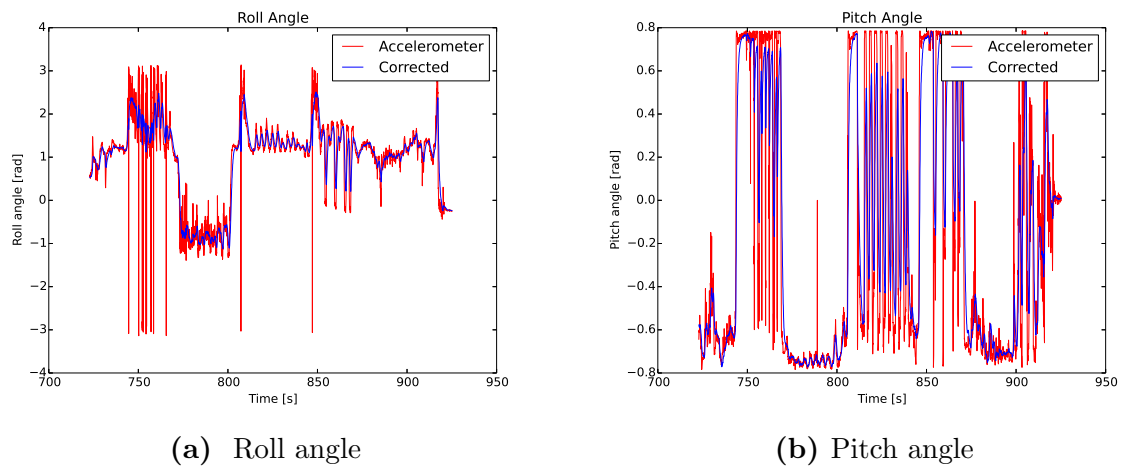 Roll Angle
4
3
2
1
0
−1
−2
−3
−4
700
750
800
850
900
950
Roll angle [rad]
Time [s]
Accelerometer
Corrected
(a) Roll angle
Pitch Angle
0.8
0.6
0.4
0.2
0.0
−0.2
−0.4
−0.6
−0.8
700
750
800
850
900
950
Pitch angle [rad]
Time [s]
Accelerometer
Corrected
(b) Pitch angle